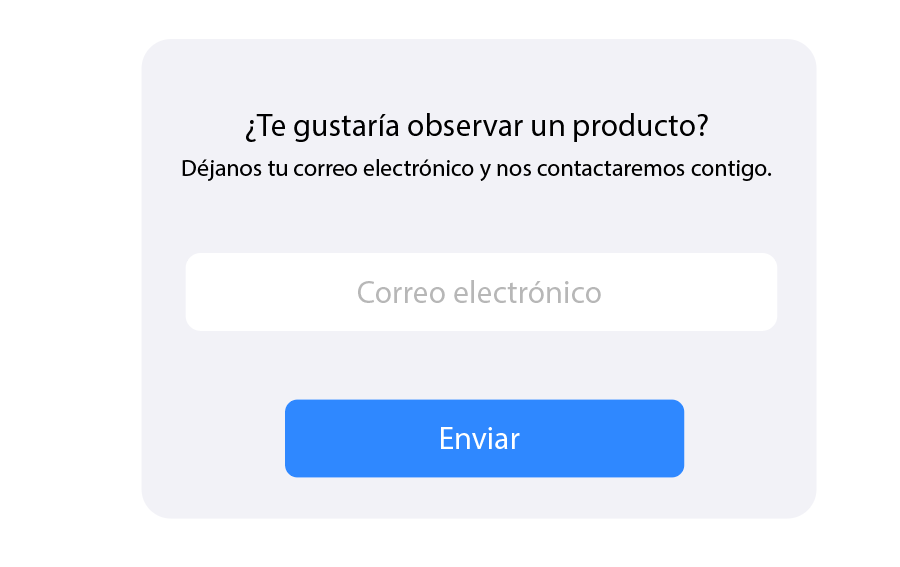 ¿Te gustaría observar un producto?
Déjanos tu correo electrónico y nos contactaremos contigo.
Correo electrónico
Enviar